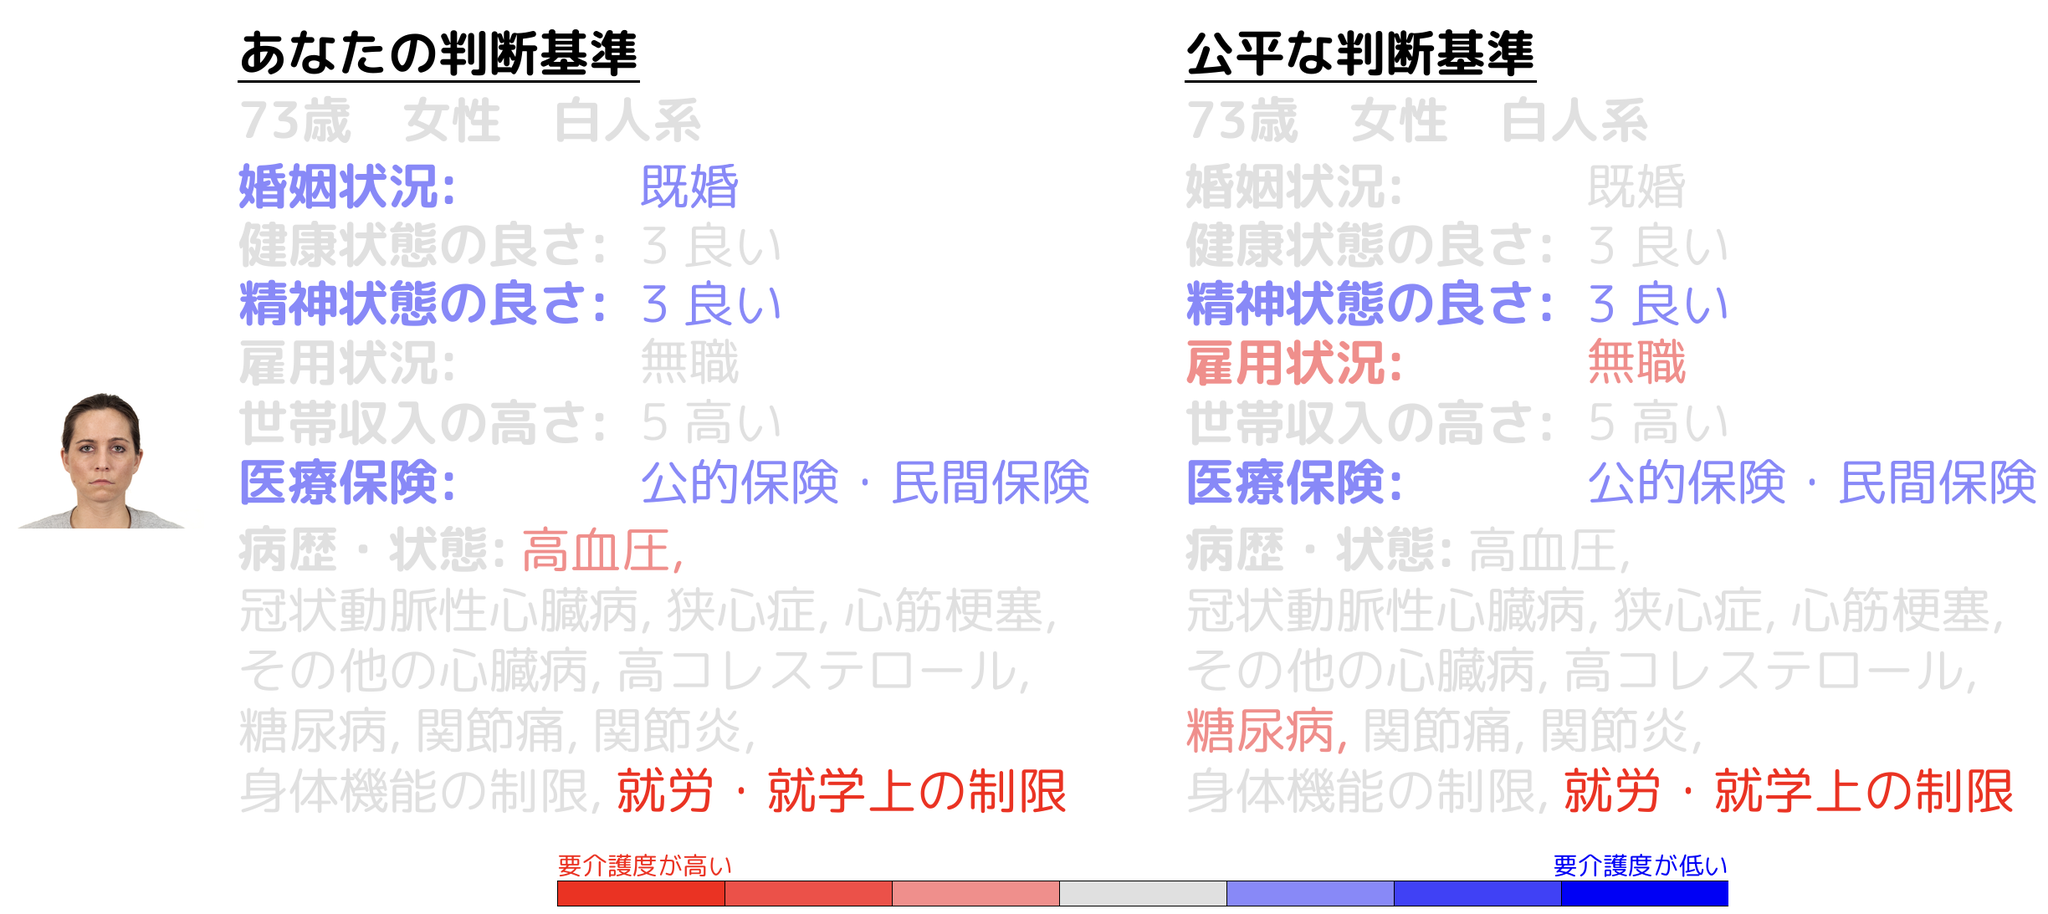 あなたの判断基準
73歳　女性　白人系
婚姻状況: 既婚
健康状態の良さ: 3 良い
精神状態の良さ: 3 良い
雇用状況: 無職
世帯収入の高さ: 5 高い
医療保険: 公的保険・民間保険
病歴・状態: 高血圧,
冠状動脈性心臓病, 狭心症, 心筋梗塞,
その他の心臓病, 高コレステロール,
糖尿病, 関節痛, 関節炎,
身体機能の制限, 就労・就学上の制限
公平な判断基準
73歳　女性　白人系
婚姻状況: 既婚
健康状態の良さ: 3 良い
精神状態の良さ: 3 良い
雇用状況: 無職
世帯収入の高さ: 5 高い
医療保険: 公的保険・民間保険
病歴・状態: 高血圧,
冠状動脈性心臓病, 狭心症, 心筋梗塞,
その他の心臓病, 高コレステロール,
糖尿病, 関節痛, 関節炎,
身体機能の制限, 就労・就学上の制限
要介護度が高い
要介護度が低い